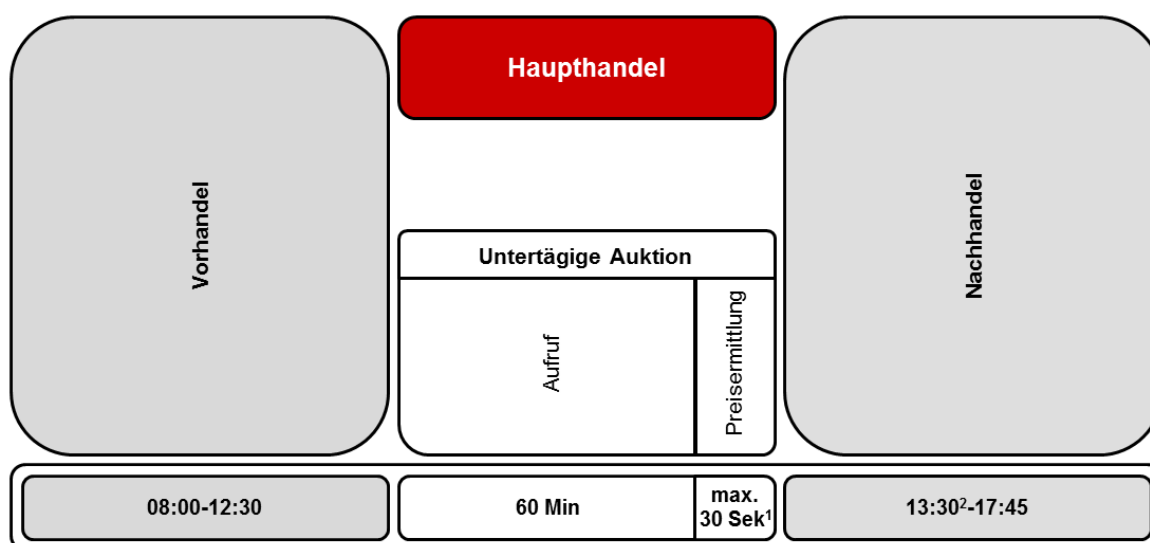 Haupthandel
Vorhandel
Nachhandel
Untertägige Auktion
Aufruf
Preisermittlung
08:00-12:30
60 Min
max.
30 Sek¹
13:30²-17:45